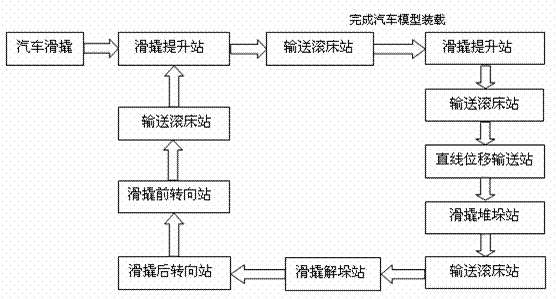 完成汽车模型装载
汽车滑撬
滑撬提升站
输送滚床站
滑撬提升站
输送滚床站
输送滚床站
直线位移输送站
滑撬前转向站
滑撬堆垛站
滑撬后转向站
滑撬解垛站
输送滚床站